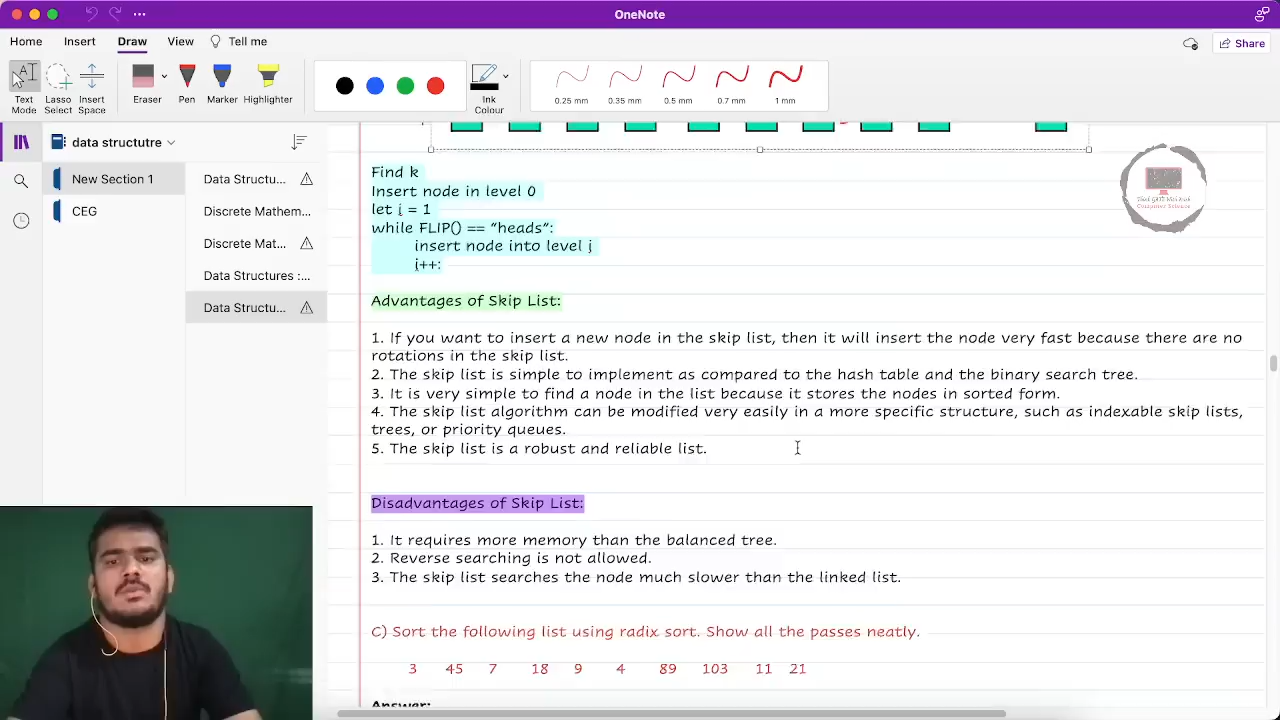 OneNote
Home Insert Draw View Tell me
Share
Text Mode
Lasso Select
Insert Space
Eraser
Pen
Marker
Highlighter
Ink Colour
0.25 mm 0.35 mm 0.5 mm 0.7 mm 1 mm
data structutre
New Section 1
CEG
Data Structu...
Discrete Mathem...
Discrete Mat...
Data Structures :...
Data Structu...
Find k
Insert node in level 0
let i = 1
while FLIP() == "heads":
insert node into level i
i++:
Advantages of Skip List:
1. If you want to insert a new node in the skip list, then it will insert the node very fast because there are no
rotations in the skip list.
2. The skip list is simple to implement as compared to the hash table and the binary search tree.
3. It is very simple to find a node in the list because it stores the nodes in sorted form.
4. The skip list algorithm can be modified very easily in a more specific structure, such as indexable skip lists,
trees, or priority queues.
5. The skip list is a robust and reliable list.
Disadvantages of Skip List:
1. It requires more memory than the balanced tree.
2. Reverse searching is not allowed.
3. The skip list searches the node much slower than the linked list.
C) Sort the following list using radix sort. Show all the passes neatly.
3 45 7 18 9 4 89 103 11 21
Answer:
Computer Science